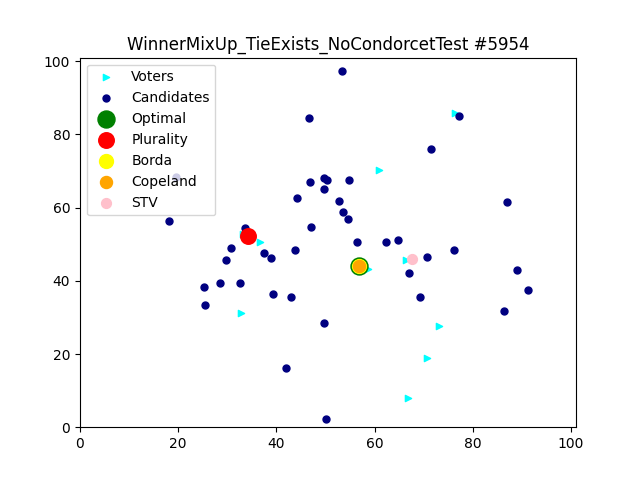 WinnerMixUp_TieExists_NoCondorcetTest #5954
Voters
Candidates
Optimal
Plurality
Borda
Copeland
STV
100
80
60
40
20
0
0 20 40 60 80 100